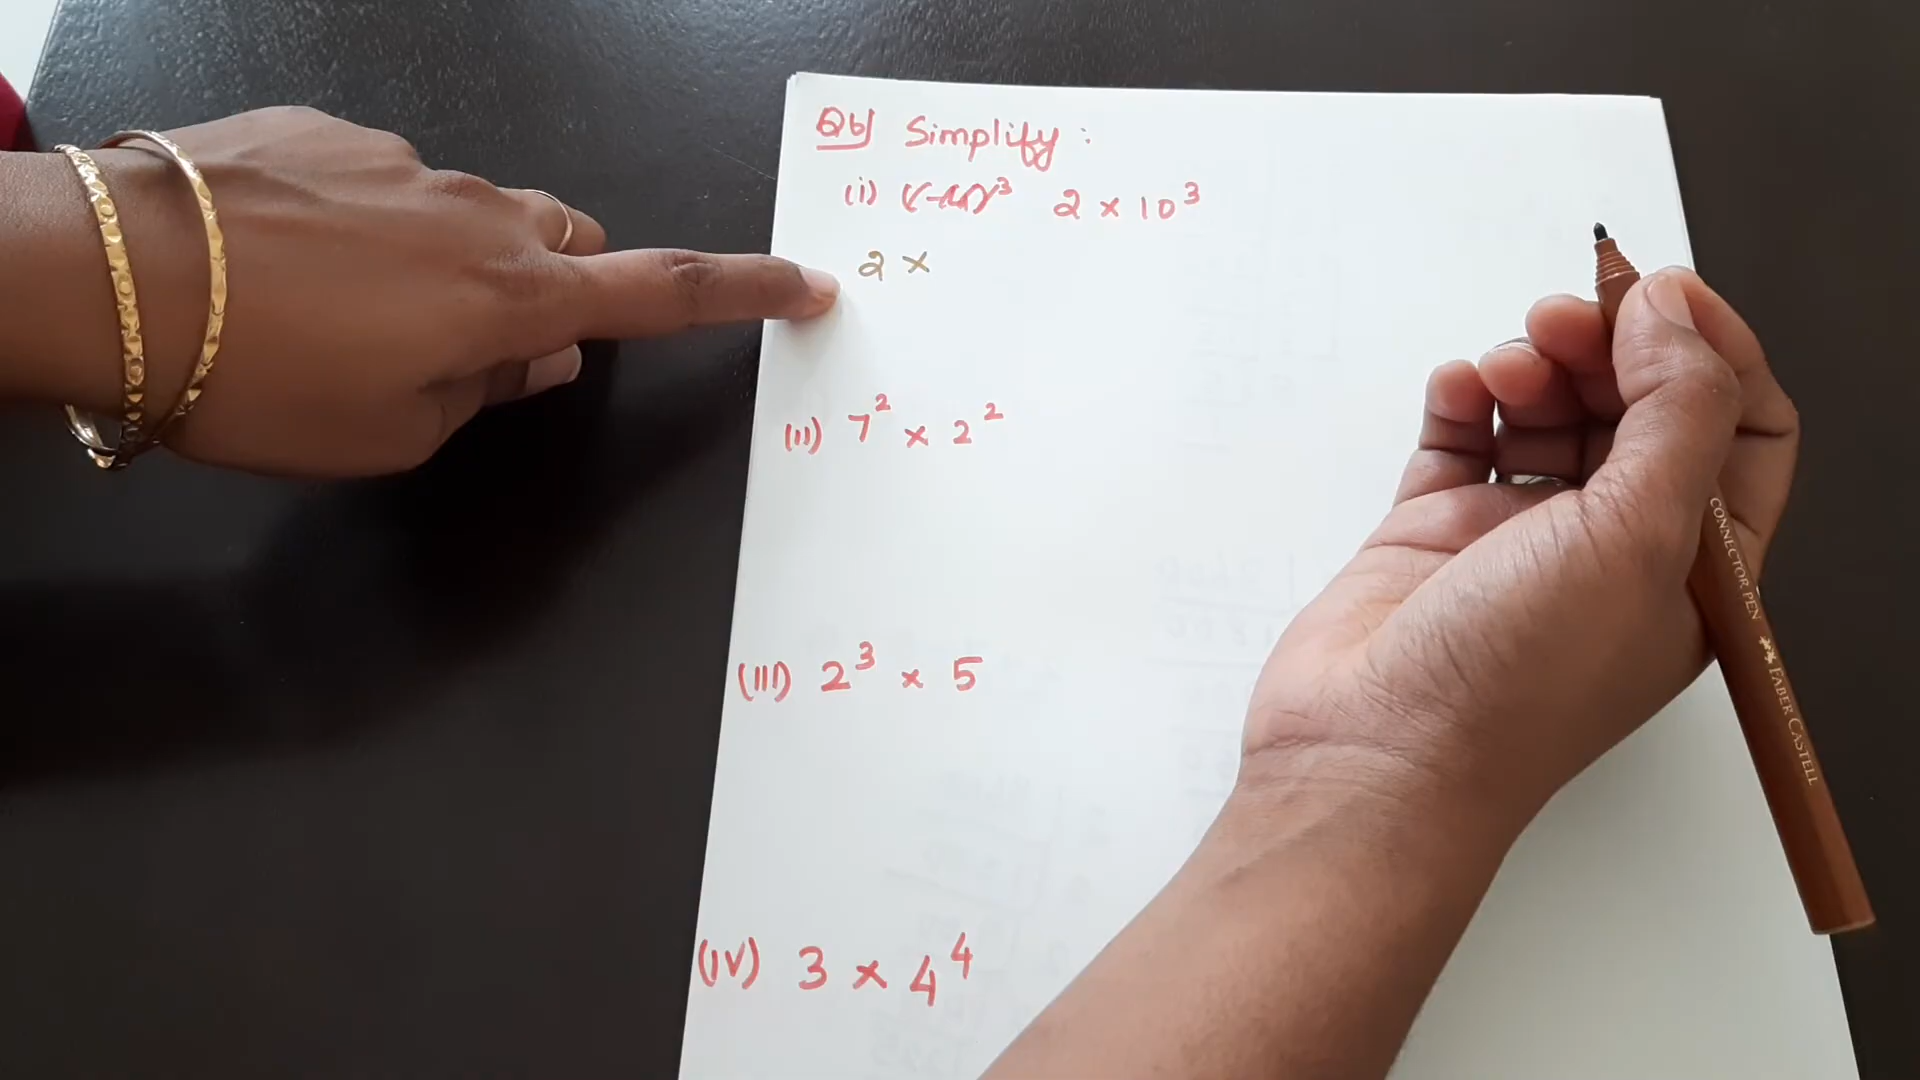 Q6) Simplify :
(i) 2 × 10³
2 ×
(ii) 7² × 2²
(iii) 2³ × 5
(iv) 3 × 4⁴
CONNECTOR PEN FABER CASTELL